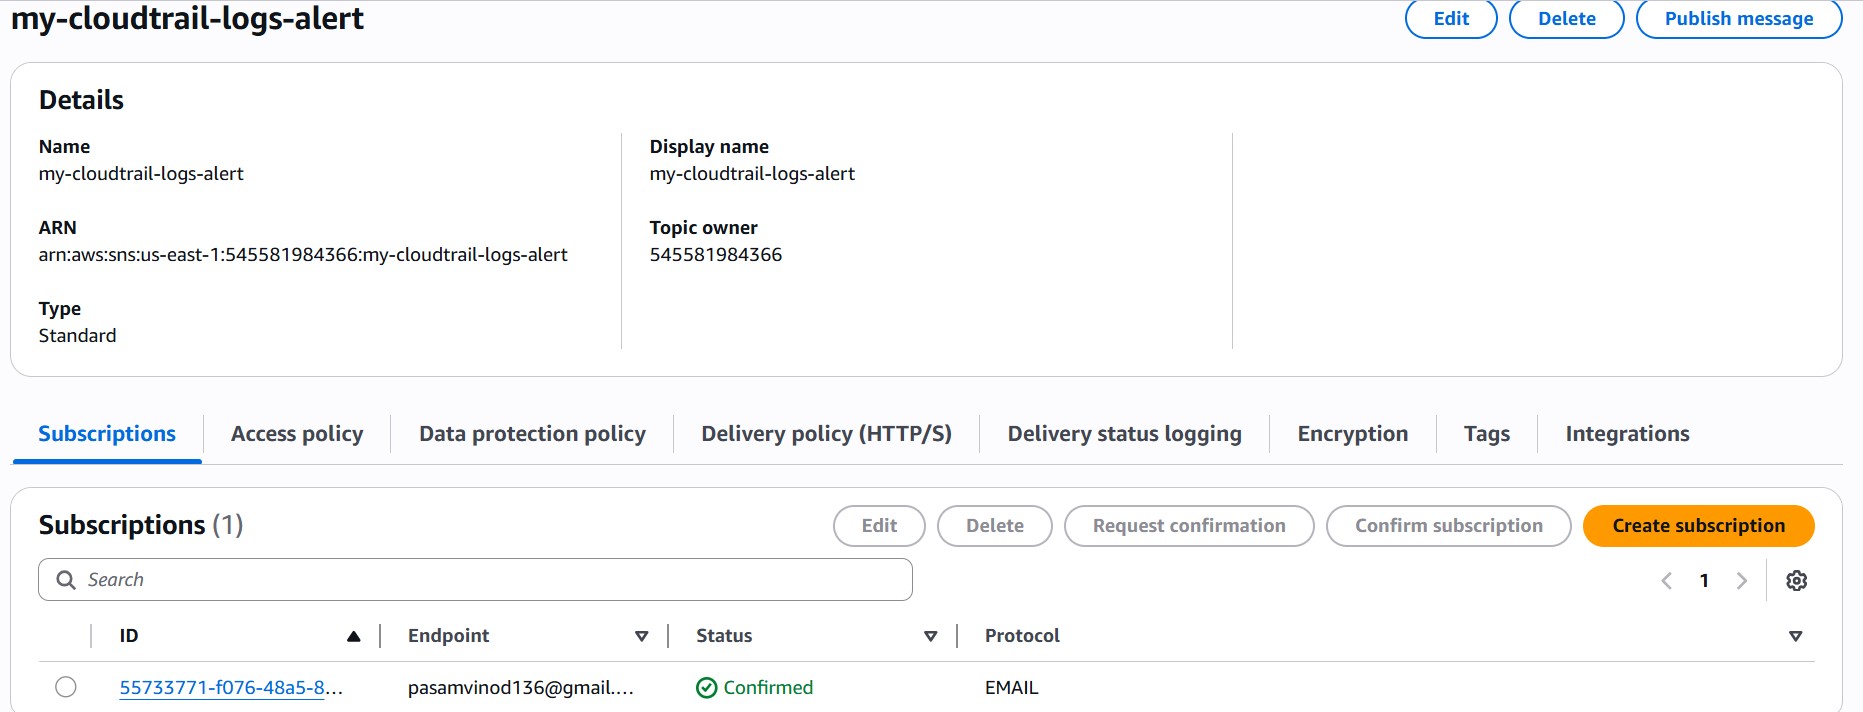 my-cloudtrail-logs-alert
Edit Delete Publish message
Details
Name
my-cloudtrail-logs-alert
ARN
arn:aws:sns:us-east-1:545581984366:my-cloudtrail-logs-alert
Type
Standard
Display name
my-cloudtrail-logs-alert
Topic owner
545581984366
Subscriptions Access policy Data protection policy Delivery policy (HTTP/S) Delivery status logging Encryption Tags Integrations
Subscriptions (1)
Edit Delete Request confirmation Confirm subscription Create subscription
Search
1
ID Endpoint Status Protocol
55733771-f076-48a5-8... pasamvinod136@gmail.... Confirmed EMAIL